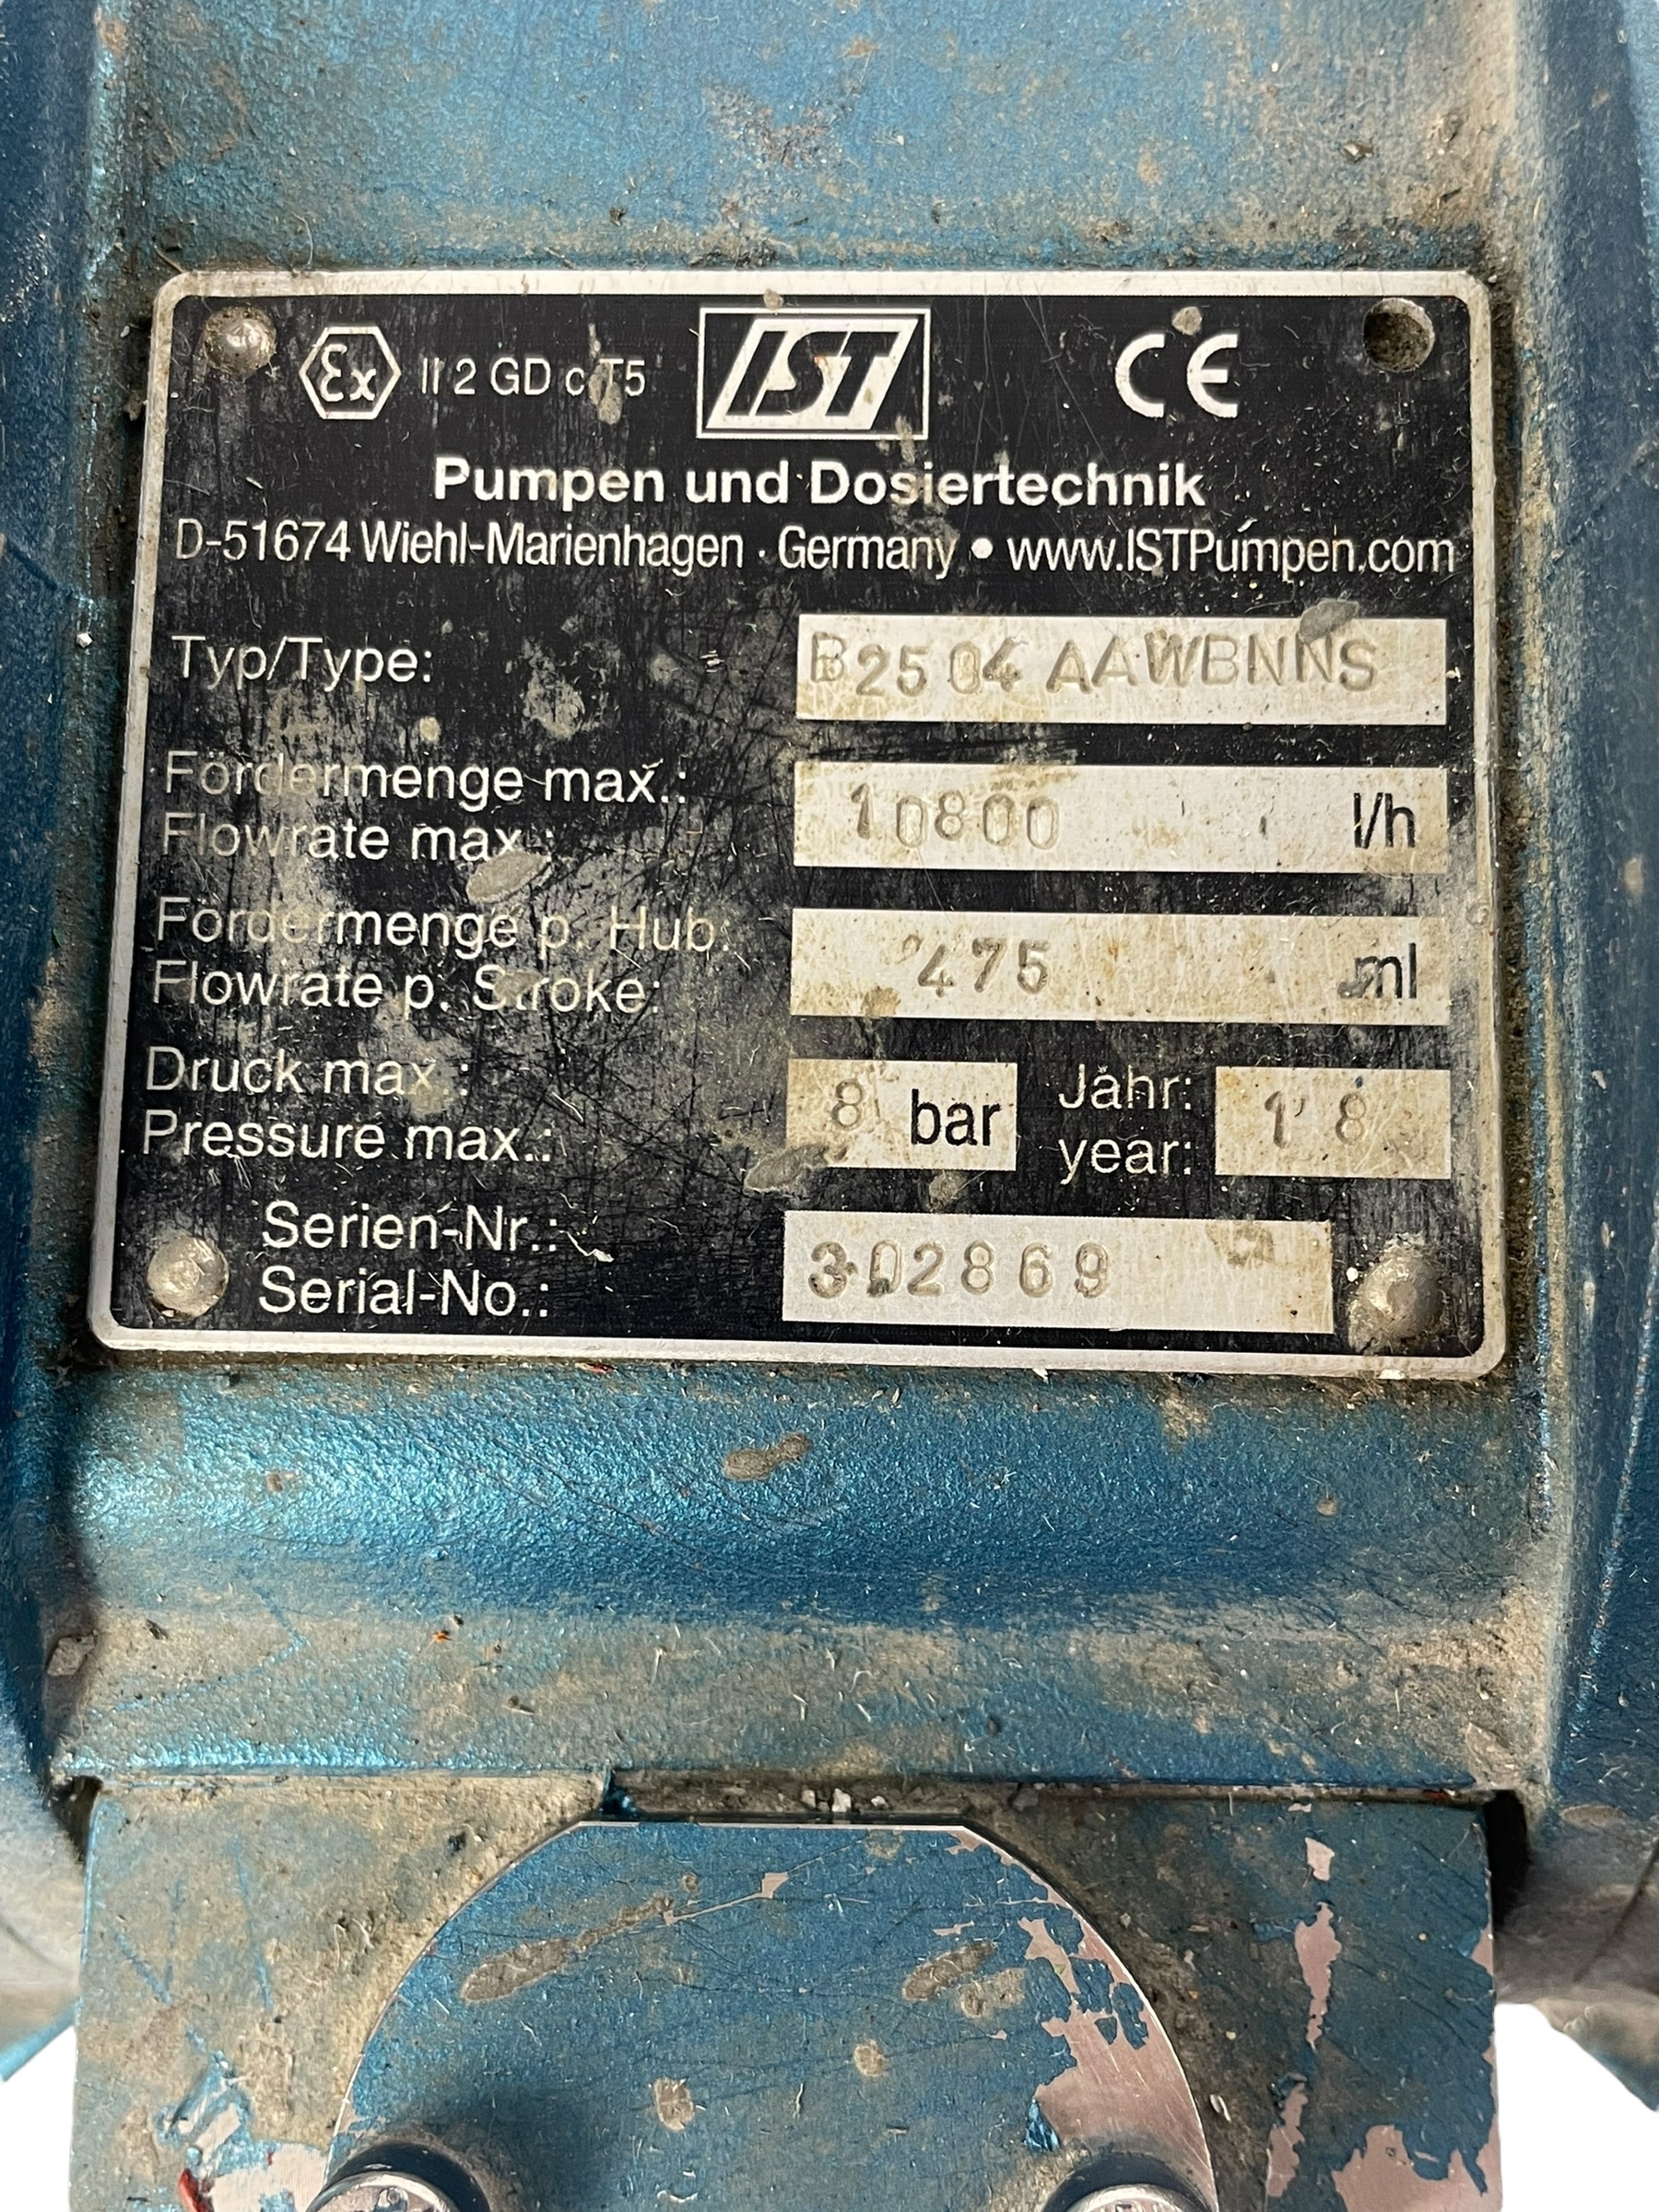 Ex II 2 GD c T5 IST CE
Pumpen und Dosiertechnik
D-51674 Wiehl-Marienhagen · Germany • www.ISTPumpen.com
Typ/Type: B2504 AAWBNNS
Fördermenge max.:
Flowrate max.: 10800 l/h
Fördermenge p. Hub:
Flowrate p. Stroke: 475 ml
Druck max.: Jahr:
Pressure max.: 8 bar year: 18
Serien-Nr.:
Serial-No.: 302869